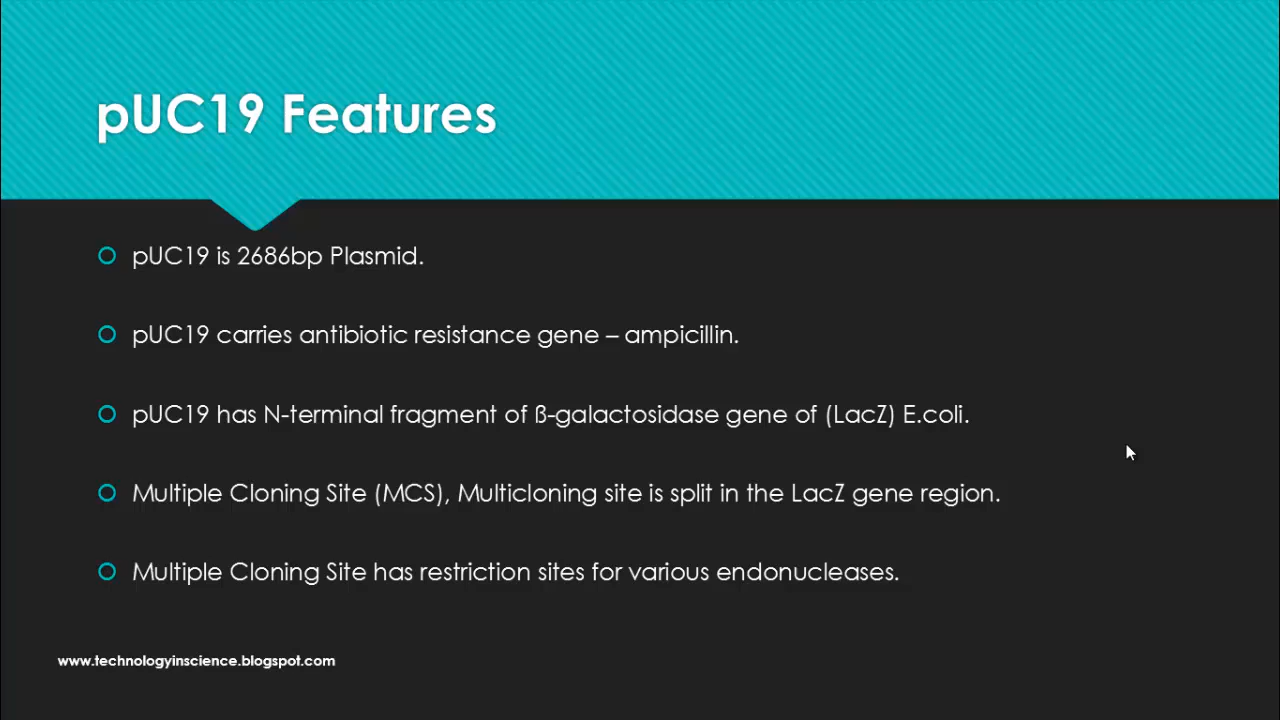 pUC19 Features
pUC19 is 2686bp Plasmid.
pUC19 carries antibiotic resistance gene – ampicillin.
pUC19 has N-terminal fragment of ß-galactosidase gene of (LacZ) E.coli.
Multiple Cloning Site (MCS), Multicloning site is split in the LacZ gene region.
Multiple Cloning Site has restriction sites for various endonucleases.
www.technologyinscience.blogspot.com